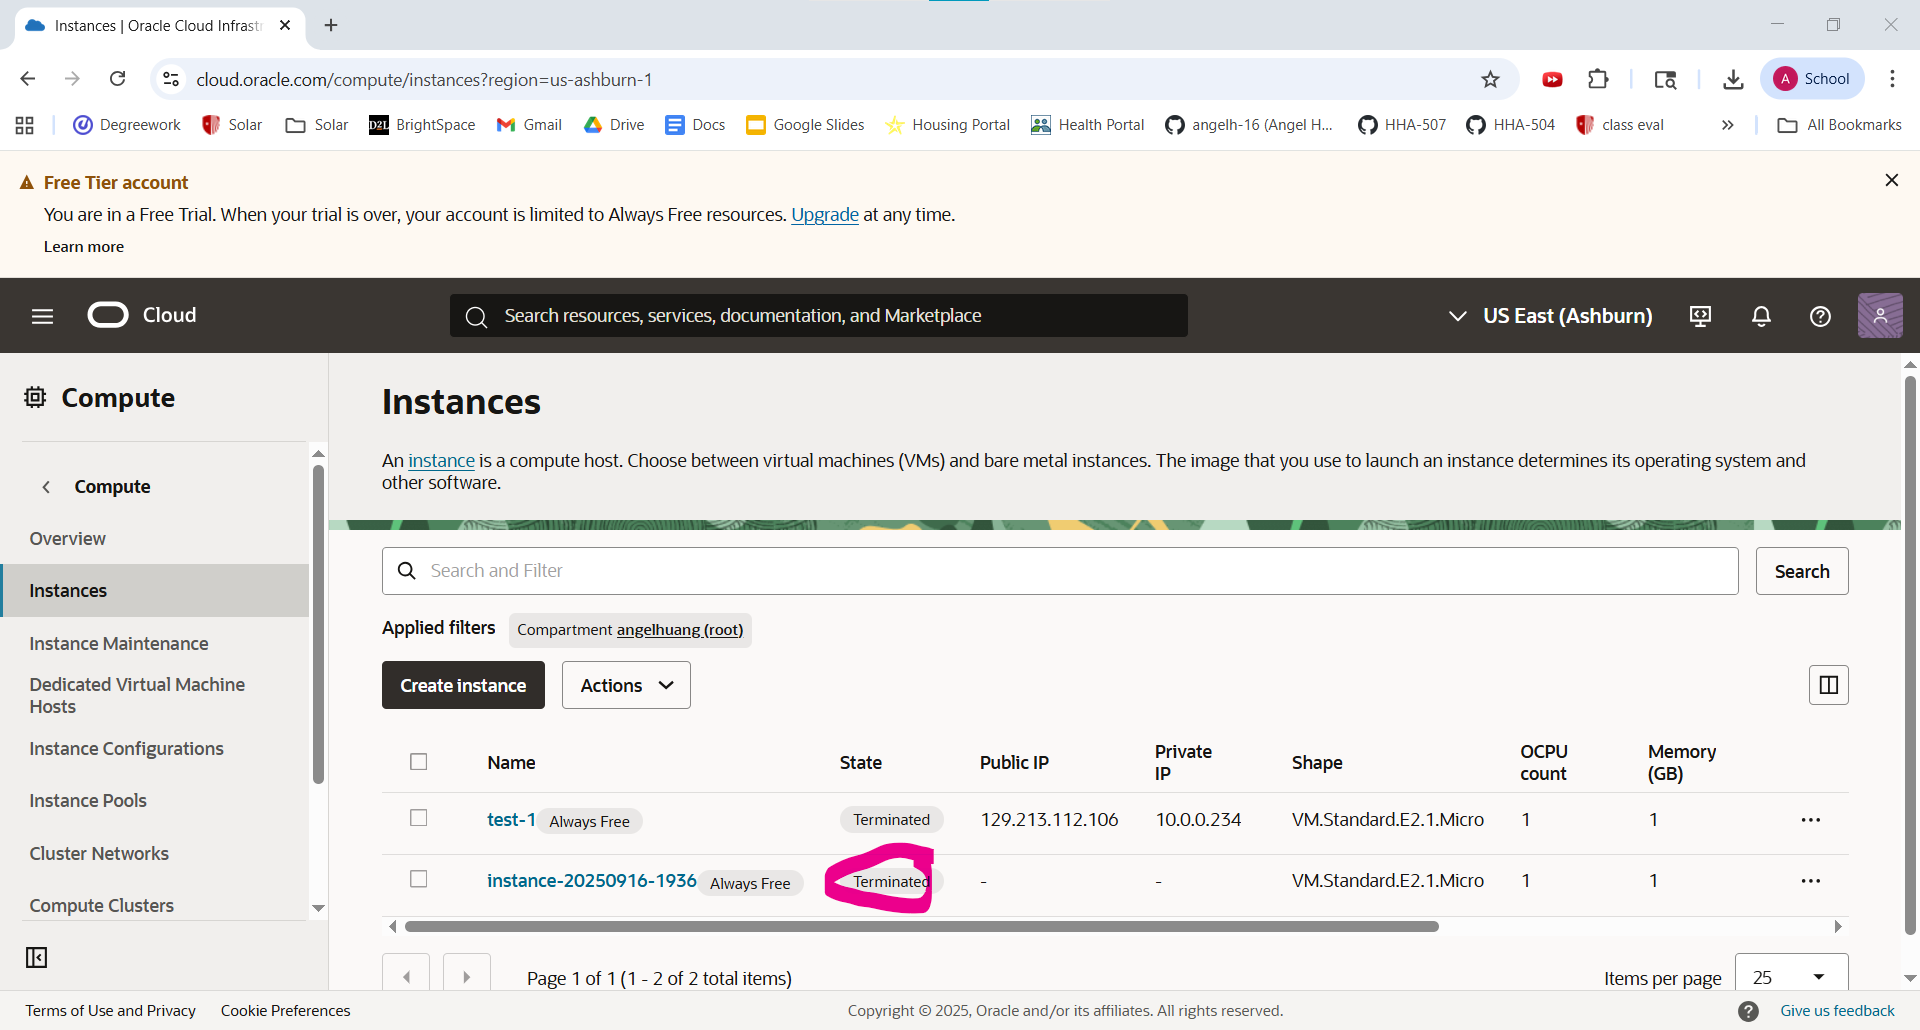 Instances | Oracle Cloud Infrastr
cloud.oracle.com/compute/instances?region=us-ashburn-1
A School
Degreework Solar Solar D2L BrightSpace Gmail Drive Docs Google Slides Housing Portal Health Portal angelh-16 (Angel H... HHA-507 HHA-504 class eval » All Bookmarks
Free Tier account
You are in a Free Trial. When your trial is over, your account is limited to Always Free resources. Upgrade at any time.
Learn more
Cloud
Search resources, services, documentation, and Marketplace
US East (Ashburn)
Compute
Compute
Overview
Instances
Instance Maintenance
Dedicated Virtual Machine
Hosts
Instance Configurations
Instance Pools
Cluster Networks
Compute Clusters
Instances
An instance is a compute host. Choose between virtual machines (VMs) and bare metal instances. The image that you use to launch an instance determines its operating system and
other software.
Search and Filter
Search
Applied filters Compartment angelhuang (root)
Create instance Actions
Name State Public IP Private IP Shape OCPU count Memory (GB)
test-1 Always Free Terminated 129.213.112.106 10.0.0.234 VM.Standard.E2.1.Micro 1 1 ...
instance-20250916-1936 Always Free Terminated - - VM.Standard.E2.1.Micro 1 1 ...
Page 1 of 1 (1 - 2 of 2 total items) Items per page 25
Terms of Use and Privacy Cookie Preferences Copyright © 2025, Oracle and/or its affiliates. All rights reserved. ? Give us feedback